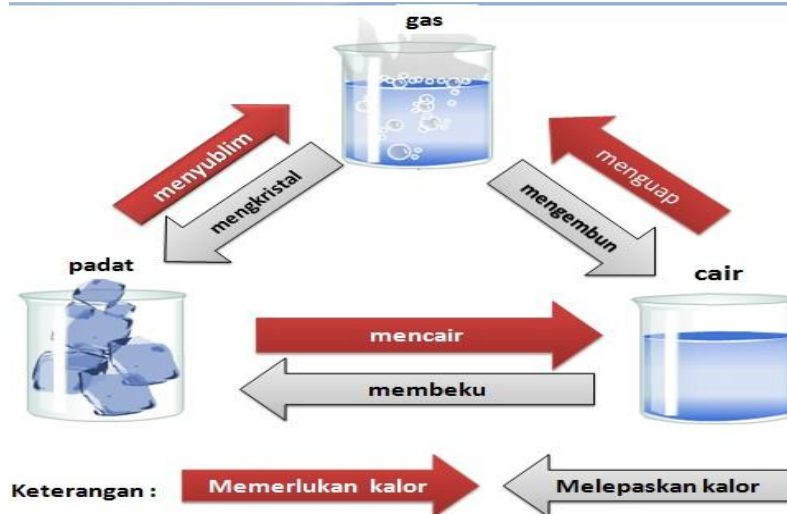 gas
menyublim
mengkristal
menguap
mengembun
padat
cair
mencair
membeku
Keterangan :
Memerlukan kalor
Melepaskan kalor